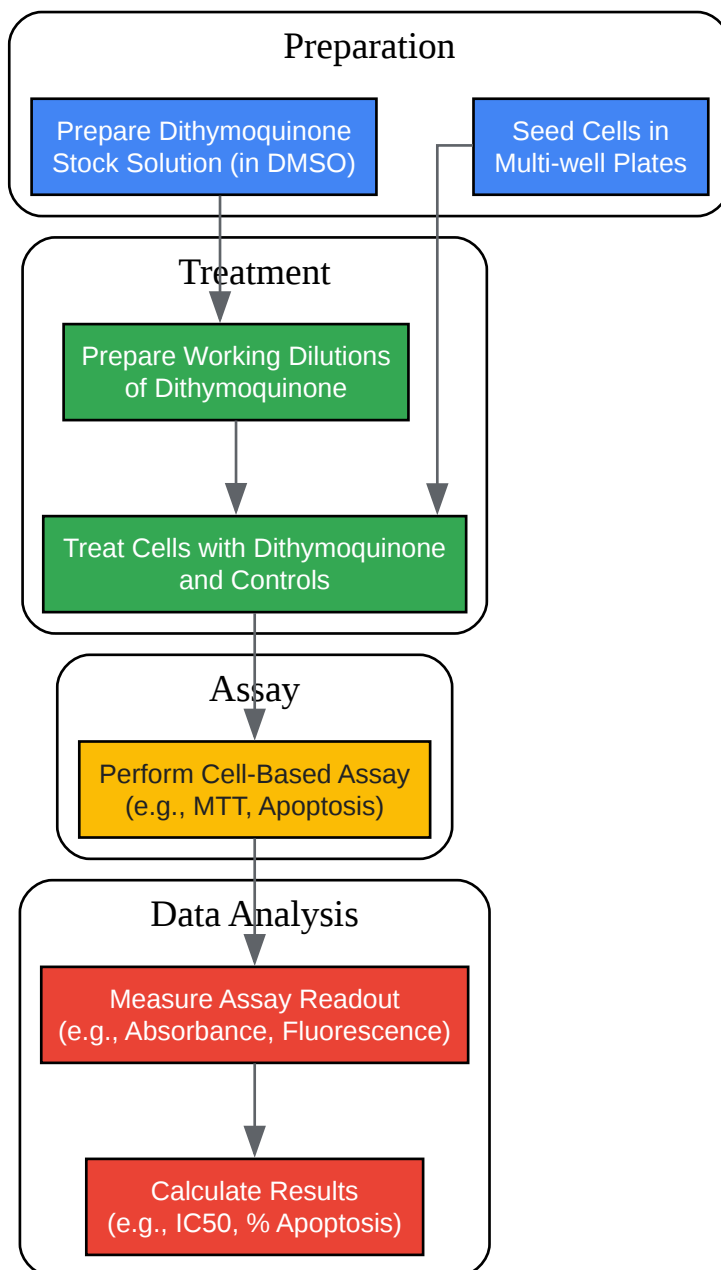 Preparation
Prepare Dithymoquinone
Stock Solution (in DMSO)
Seed Cells in
Multi-well Plates
Treatment
Prepare Working Dilutions
of Dithymoquinone
Treat Cells with Dithymoquinone
and Controls
Assay
Perform Cell-Based Assay
(e.g., MTT, Apoptosis)
Data Analysis
Measure Assay Readout
(e.g., Absorbance, Fluorescence)
Calculate Results
(e.g., IC50, % Apoptosis)